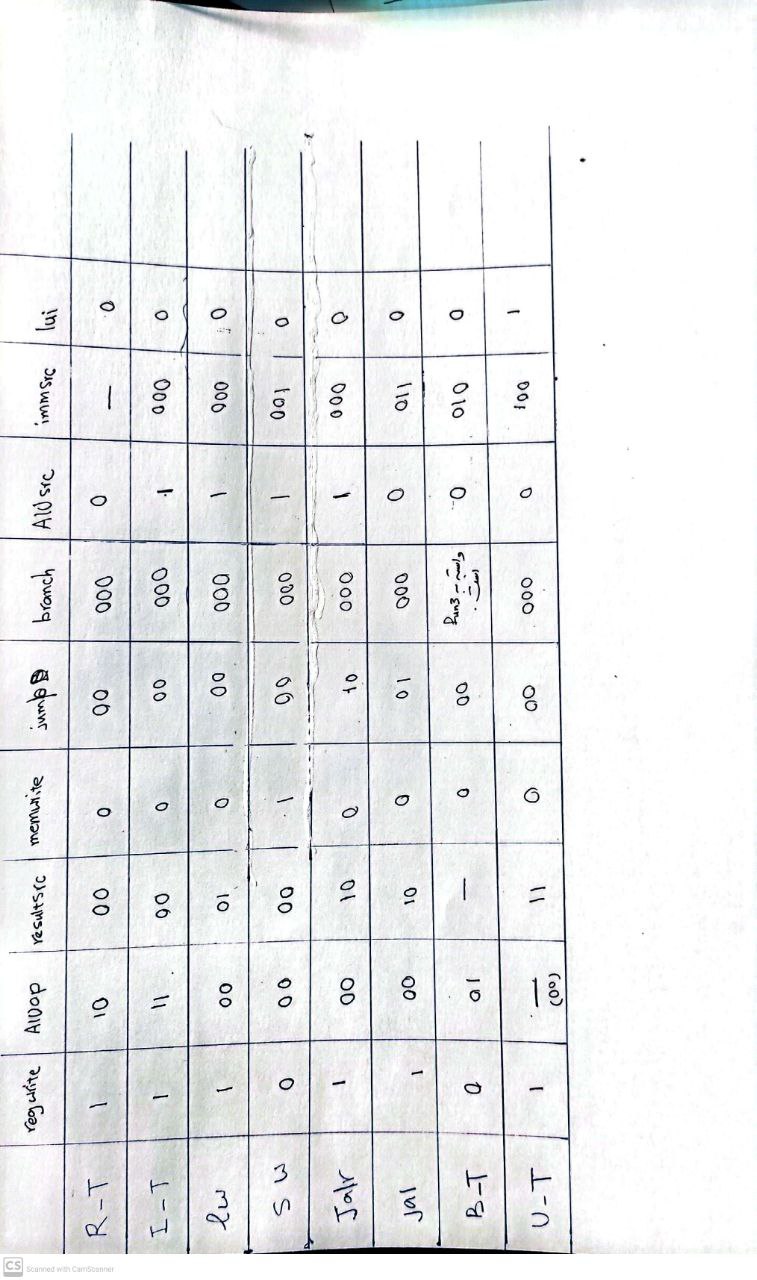 regwrite AlUop resultsrc memwrite jump branch AlUsrc immsrc lui
R-T 1 10 00 0 00 000 0 — 0
I-T 1 11 00 0 00 000 1 000 0
lw 1 00 01 0 00 000 1 000 0
SW 0 00 00 1 00 000 1 001 0
Jalr 1 00 10 0 10 000 1 000 0
jal 1 00 10 0 01 000 0 011 0
B-T 0 01 — 0 00 fun3 0 010 0
U-T 1 — (00) 11 0 00 000 0 100 1
CS Scanned with CamScanner